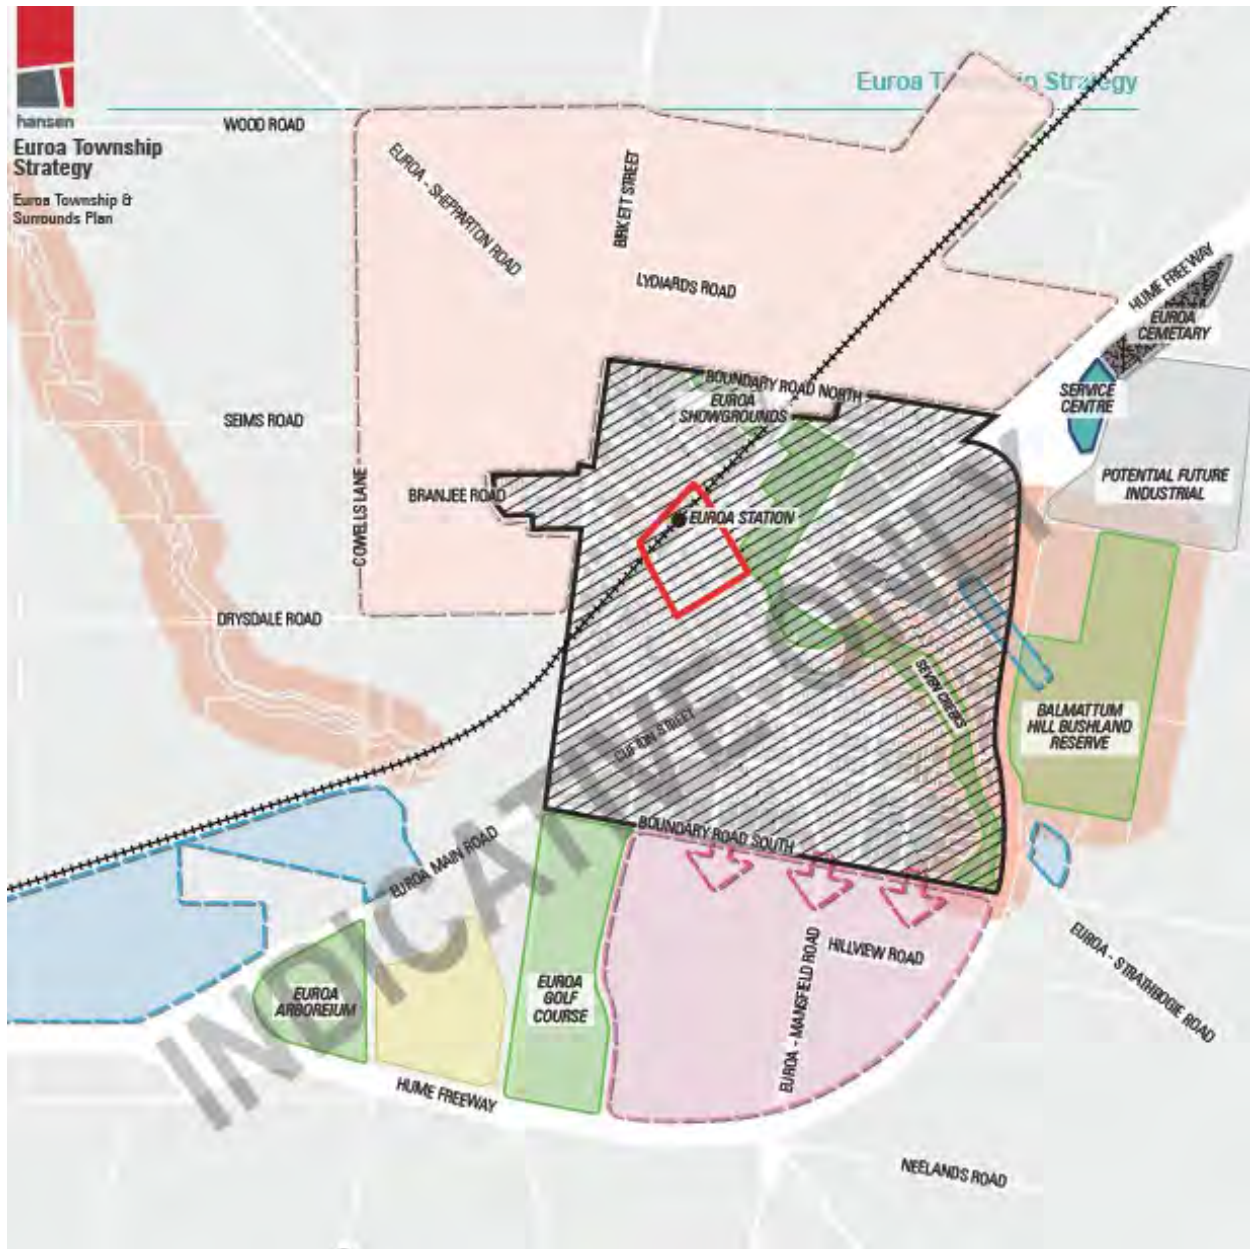 Euroa Township Strategy
hansen
Euroa Township
Strategy
Euroa Township &
Surrounds Plan
WOOD ROAD
EUROA - SHEPPARTON ROAD
BIRKETT STREET
LYDIARDS ROAD
HUME FREEWAY
EUROA
CEMETARY
SERVICE
CENTRE
BOUNDARY ROAD NORTH
EUROA
SHOWGROUNDS
SEIMS ROAD
COWELLS LANE
BRANJEE ROAD
EUROA STATION
POTENTIAL FUTURE
INDUSTRIAL
DRYSDALE ROAD
SEVEN CREEKS
BALMATTUM
HILL BUSHLAND
RESERVE
CLIFTON STREET
BOUNDARY ROAD SOUTH
EUROA MAIN ROAD
EUROA
ARBOREIUM
EUROA
GOLF
COURSE
EUROA - MANSFIELD ROAD
HILLVIEW ROAD
EUROA - STRATHBOGIE ROAD
HUME FREEWAY
NEELANDS ROAD
INDICATIVE ONLY